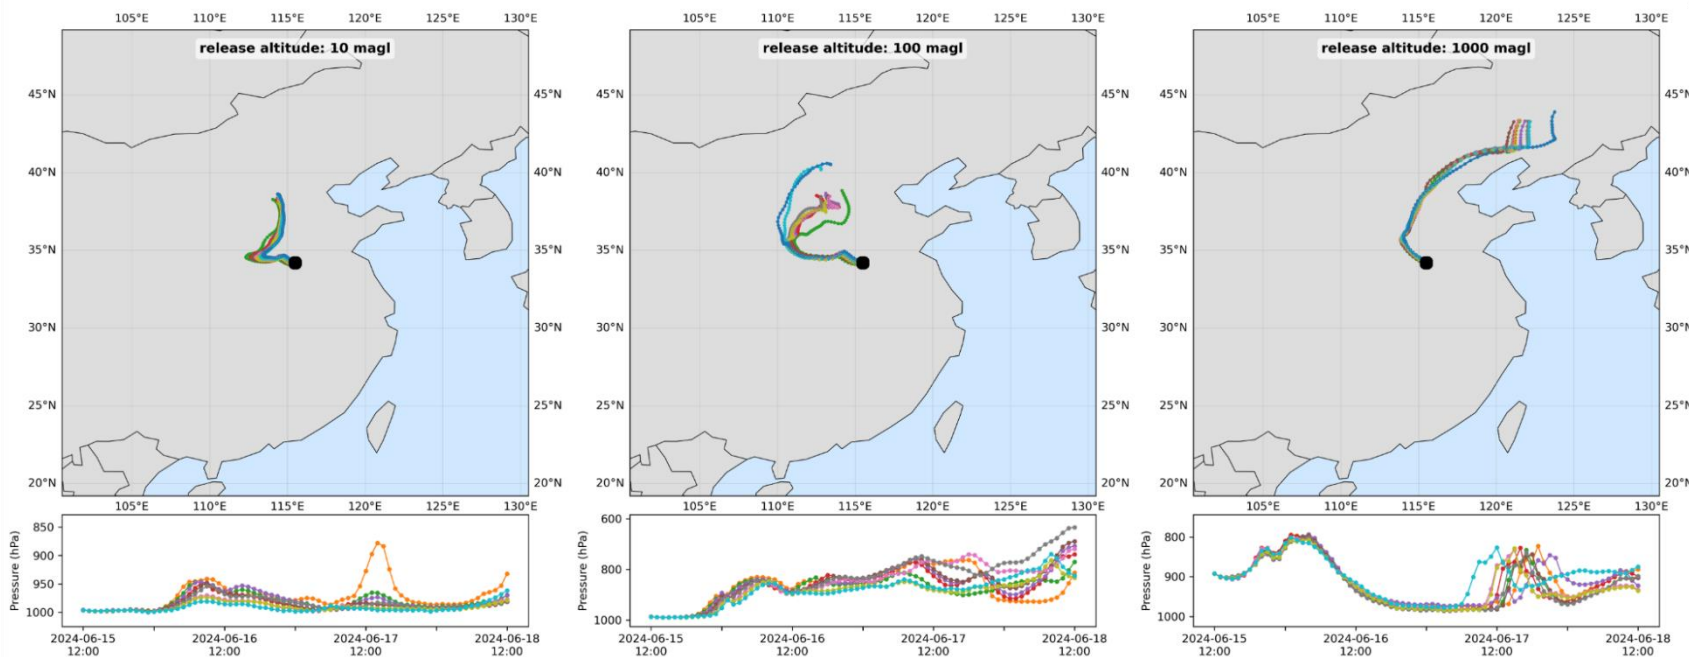 105°E 110°E 115°E 120°E 125°E 130°E 105°E 110°E 115°E 120°E 125°E 130°E 105°E 110°E 115°E 120°E 125°E 130°E
release altitude: 10 magl release altitude: 100 magl release altitude: 1000 magl
45°N 45°N 45°N 45°N 45°N 45°N
40°N 40°N 40°N 40°N 40°N 40°N
35°N 35°N 35°N 35°N 35°N 35°N
30°N 30°N 30°N 30°N 30°N 30°N
25°N 25°N 25°N 25°N 25°N 25°N
20°N 20°N 20°N 20°N 20°N 20°N
105°E 110°E 115°E 120°E 125°E 130°E 105°E 110°E 115°E 120°E 125°E 130°E 105°E 110°E 115°E 120°E 125°E 130°E
Pressure (hPa)
850
900
950
1000
2024-06-15 2024-06-16 2024-06-17 2024-06-18
12:00 12:00 12:00 12:00
Pressure (hPa)
600
800
1000
2024-06-15 2024-06-16 2024-06-17 2024-06-18
12:00 12:00 12:00 12:00
Pressure (hPa)
800
900
1000
2024-06-15 2024-06-16 2024-06-17 2024-06-18
12:00 12:00 12:00 12:00